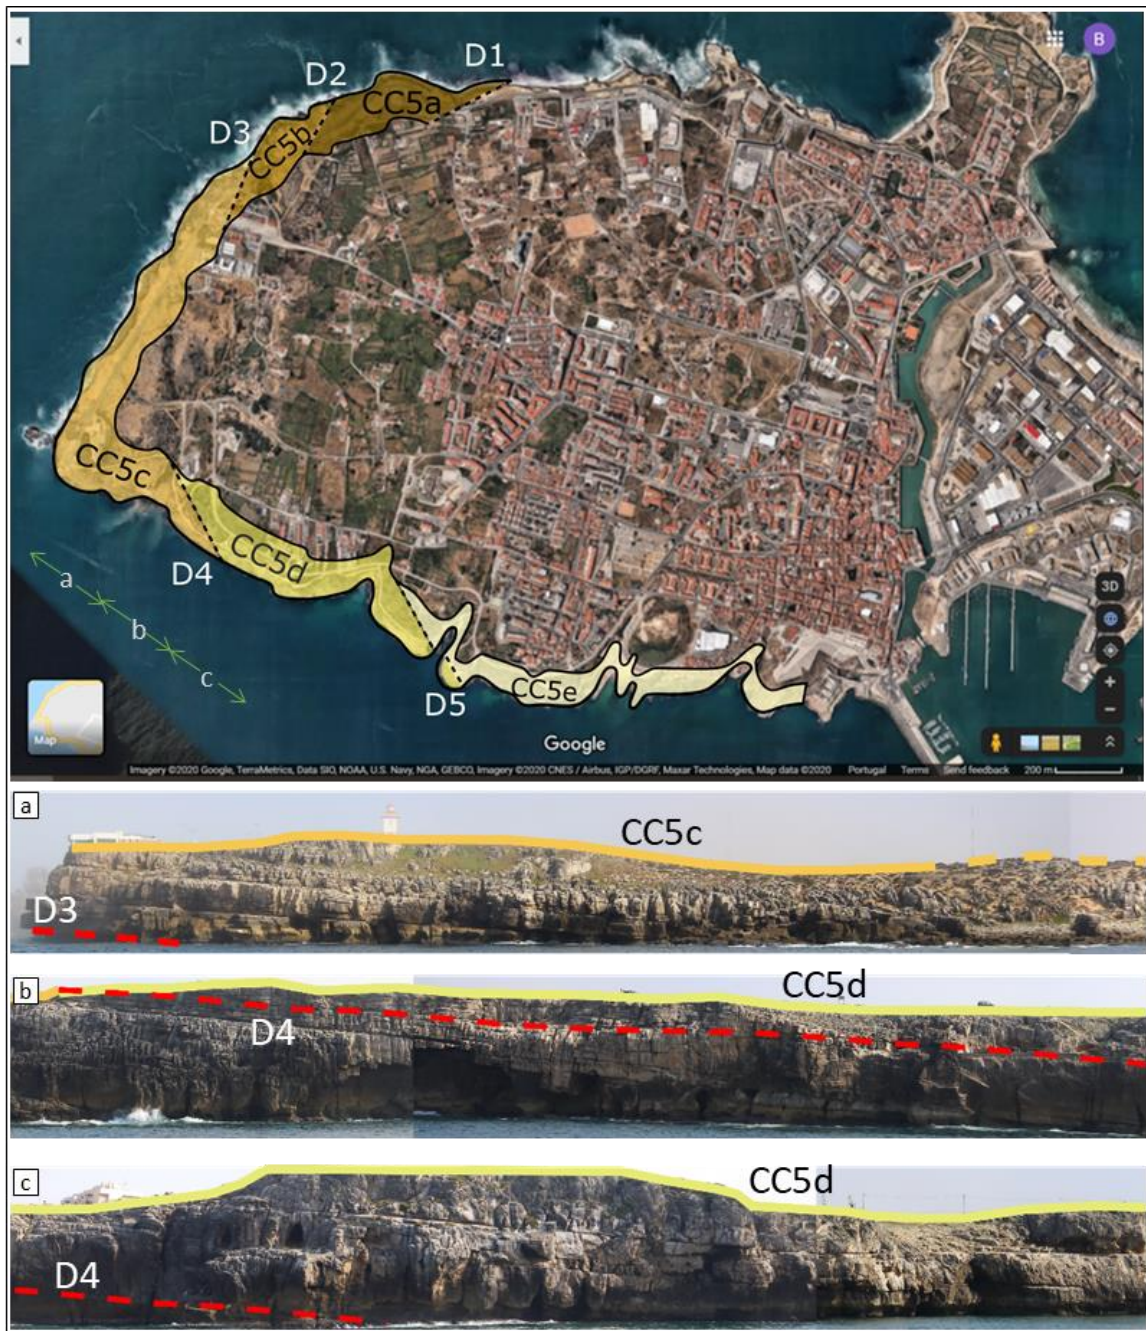 B
D1
D2
CC5a
D3
CC5b
CC5c
D4
CC5d
a
b
c
D5
CC5e
3D
+
−
Map
Google
Imagery ©2020 Google, TerraMetrics, Data SIO, NOAA, U.S. Navy, NGA, GEBCO, Imagery ©2020 CNES / Airbus, IGP/DGRF, Maxar Technologies, Map data ©2020 Portugal Terms Send feedback 200 m
a
CC5c
D3
b
CC5d
D4
c
CC5d
D4